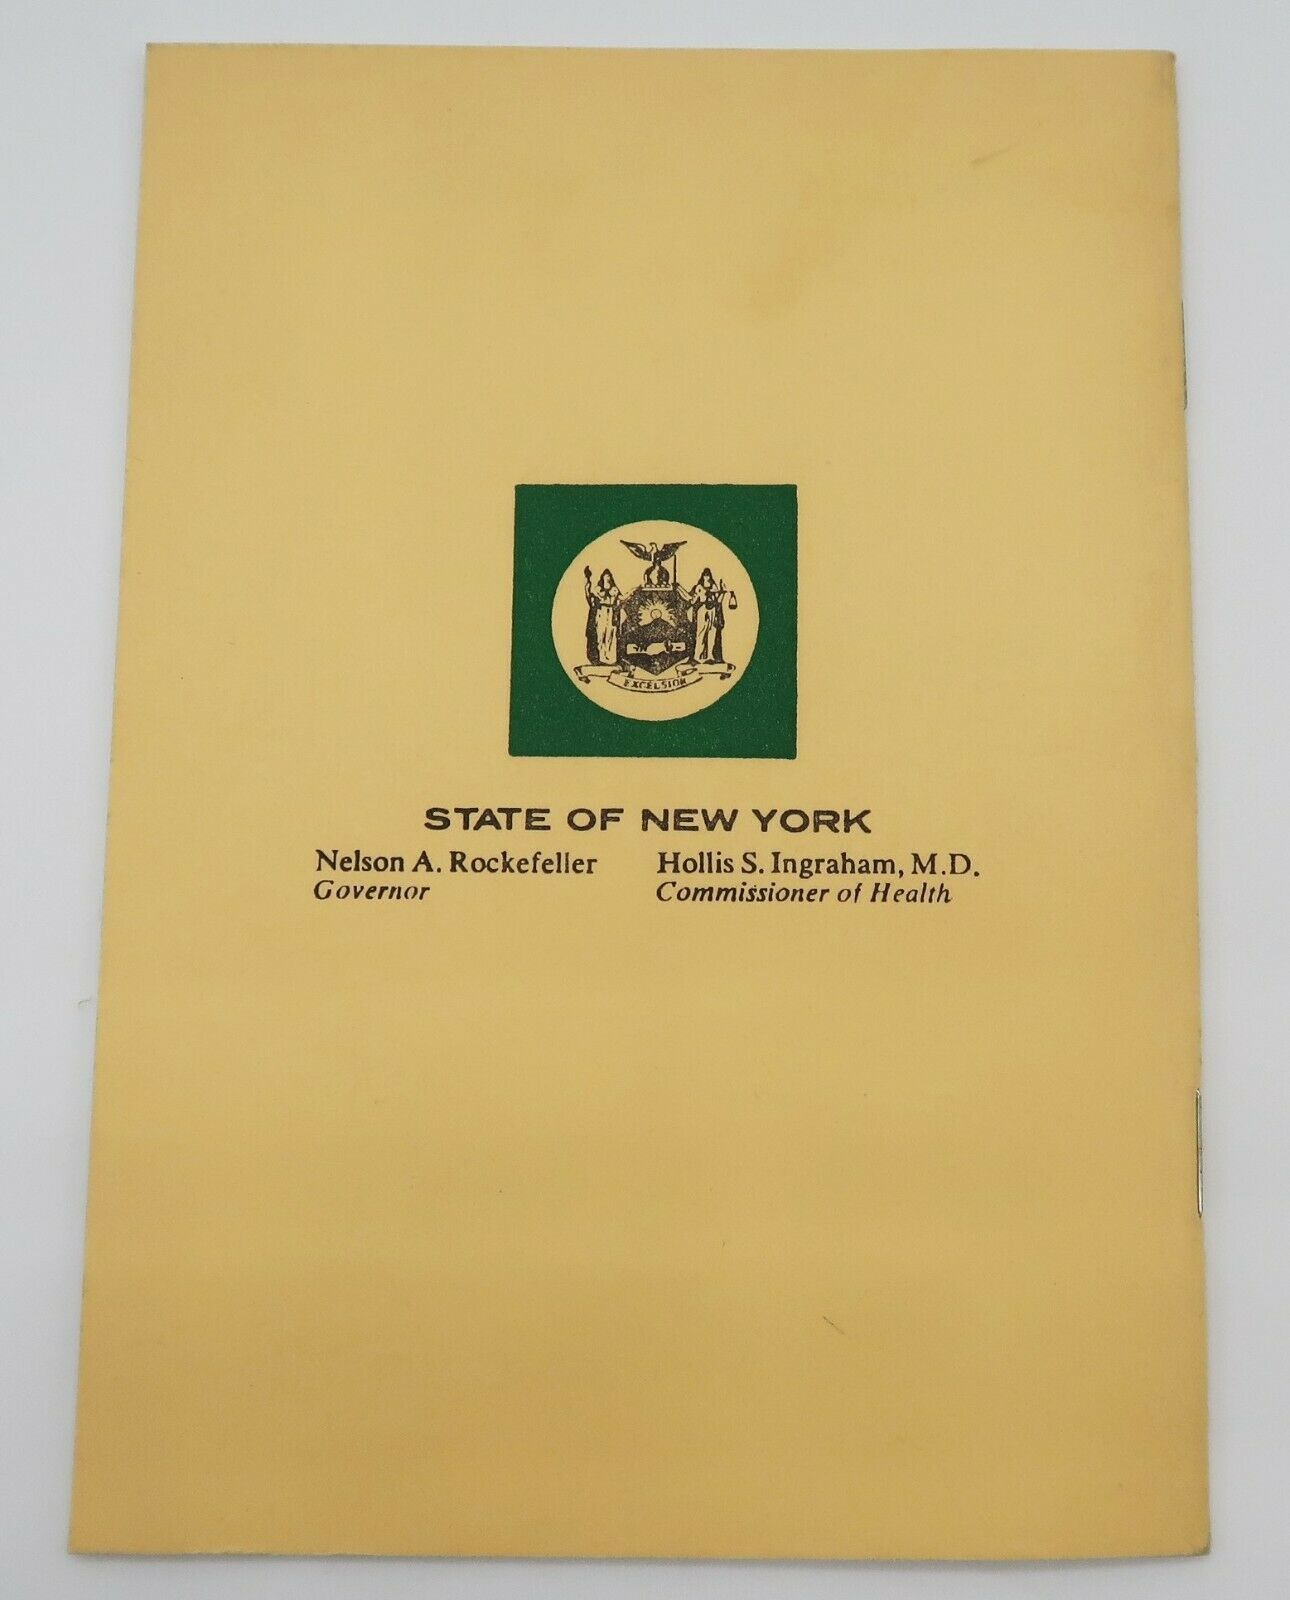 EXCELSIOR
STATE OF NEW YORK
Nelson A. Rockefeller Hollis S. Ingraham, M.D.
Governor Commissioner of Health